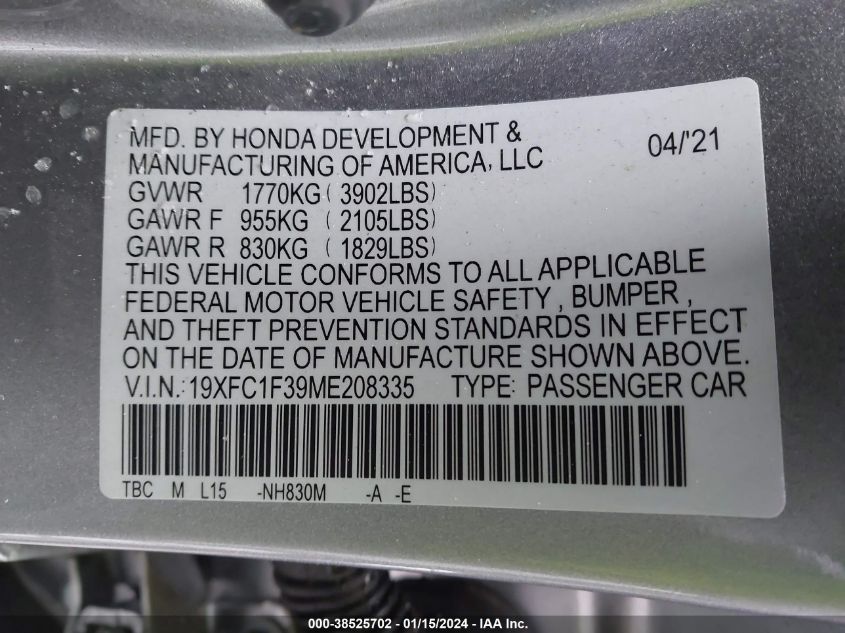 MFD. BY HONDA DEVELOPMENT & 04/'21
MANUFACTURING OF AMERICA, LLC
GVWR 1770KG ( 3902LBS)
GAWR F 955KG ( 2105LBS)
GAWR R 830KG ( 1829LBS)
THIS VEHICLE CONFORMS TO ALL APPLICABLE
FEDERAL MOTOR VEHICLE SAFETY , BUMPER ,
AND THEFT PREVENTION STANDARDS IN EFFECT
ON THE DATE OF MANUFACTURE SHOWN ABOVE.
V.I.N.: 19XFC1F39ME208335 TYPE: PASSENGER CAR
TBC M L15 -NH830M -A -E
000-38525702 - 01/15/2024 - IAA Inc.